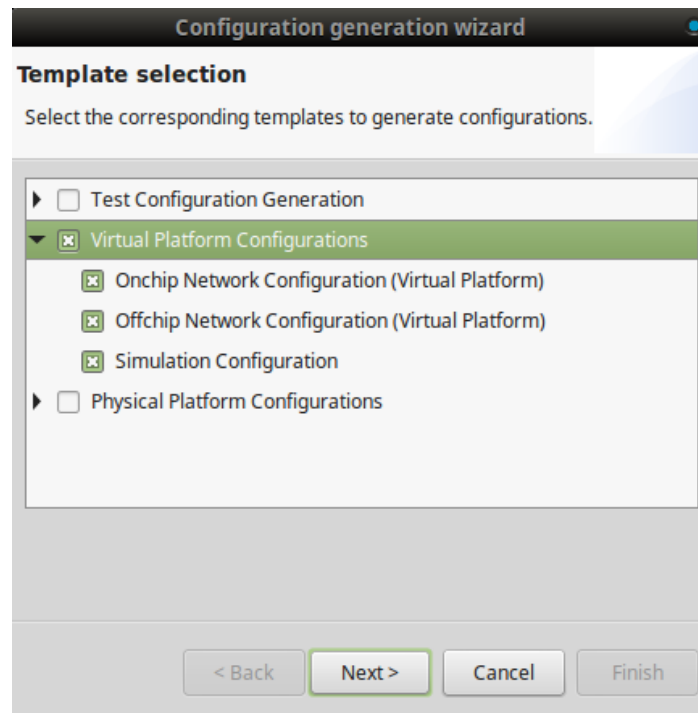 Configuration generation wizard
Template selection
Select the corresponding templates to generate configurations.
Test Configuration Generation
Virtual Platform Configurations
Onchip Network Configuration (Virtual Platform)
Offchip Network Configuration (Virtual Platform)
Simulation Configuration
Physical Platform Configurations
< Back Next > Cancel Finish